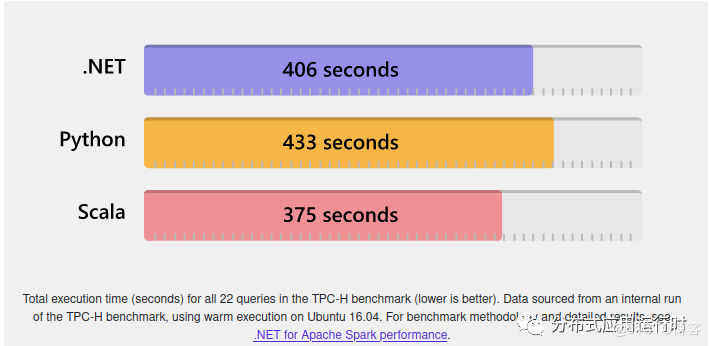 .NET
406 seconds
Python
433 seconds
Scala
375 seconds
Total execution time (seconds) for all 22 queries in the TPC-H benchmark (lower is better). Data sourced from an internal run
of the TPC-H benchmark, using warm execution on Ubuntu 16.04. For benchmark methodology and detailed results, see
.NET for Apache Spark performance.
分布式应用运行时